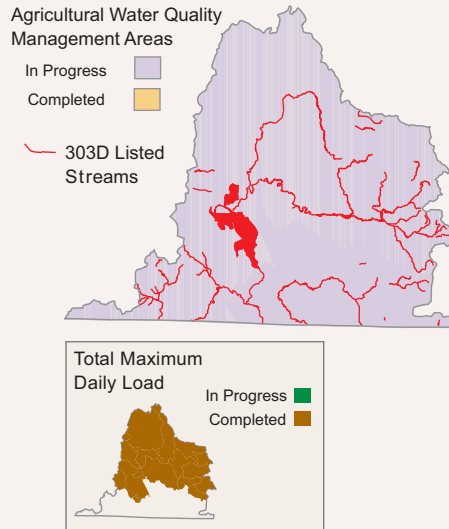 Agricultural Water Quality
Management Areas
In Progress
Completed
303D Listed
Streams
Total Maximum
Daily Load
In Progress
Completed